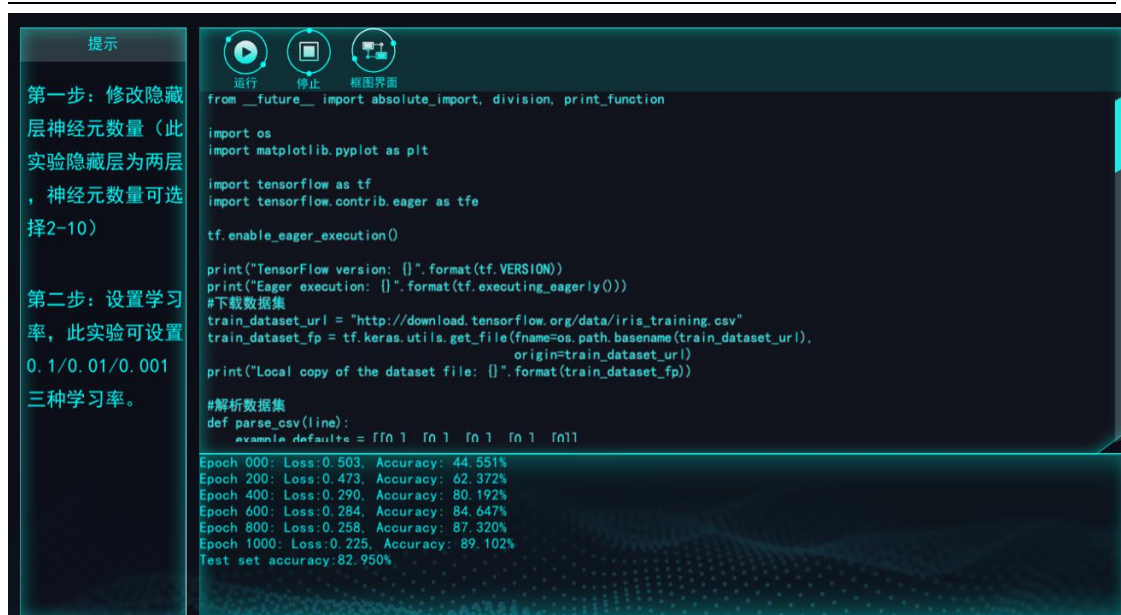 提示
第一步：修改隐藏
层神经元数量（此
实验隐藏层为两层
，神经元数量可选
择2-10）
第二步：设置学习
率，此实验可设置
0.1/0.01/0.001
三种学习率。
运行
停止
框图界面
from __future__ import absolute_import, division, print_function
import os
import matplotlib.pyplot as plt
import tensorflow as tf
import tensorflow.contrib.eager as tfe
tf.enable_eager_execution()
print("TensorFlow version: {}".format(tf.VERSION))
print("Eager execution: {}".format(tf.executing_eagerly()))
#下载数据集
train_dataset_url = "http://download.tensorflow.org/data/iris_training.csv"
train_dataset_fp = tf.keras.utils.get_file(fname=os.path.basename(train_dataset_url),
origin=train_dataset_url)
print("Local copy of the dataset file: {}".format(train_dataset_fp))
#解析数据集
def parse_csv(line):
example_defaults = [[0.], [0.], [0.], [0.], [0]]
Epoch 000: Loss:0.503, Accuracy: 44.551%
Epoch 200: Loss:0.473, Accuracy: 62.372%
Epoch 400: Loss:0.290, Accuracy: 80.192%
Epoch 600: Loss:0.284, Accuracy: 84.647%
Epoch 800: Loss:0.258, Accuracy: 87.320%
Epoch 1000: Loss:0.225, Accuracy: 89.102%
Test set accuracy:82.950%